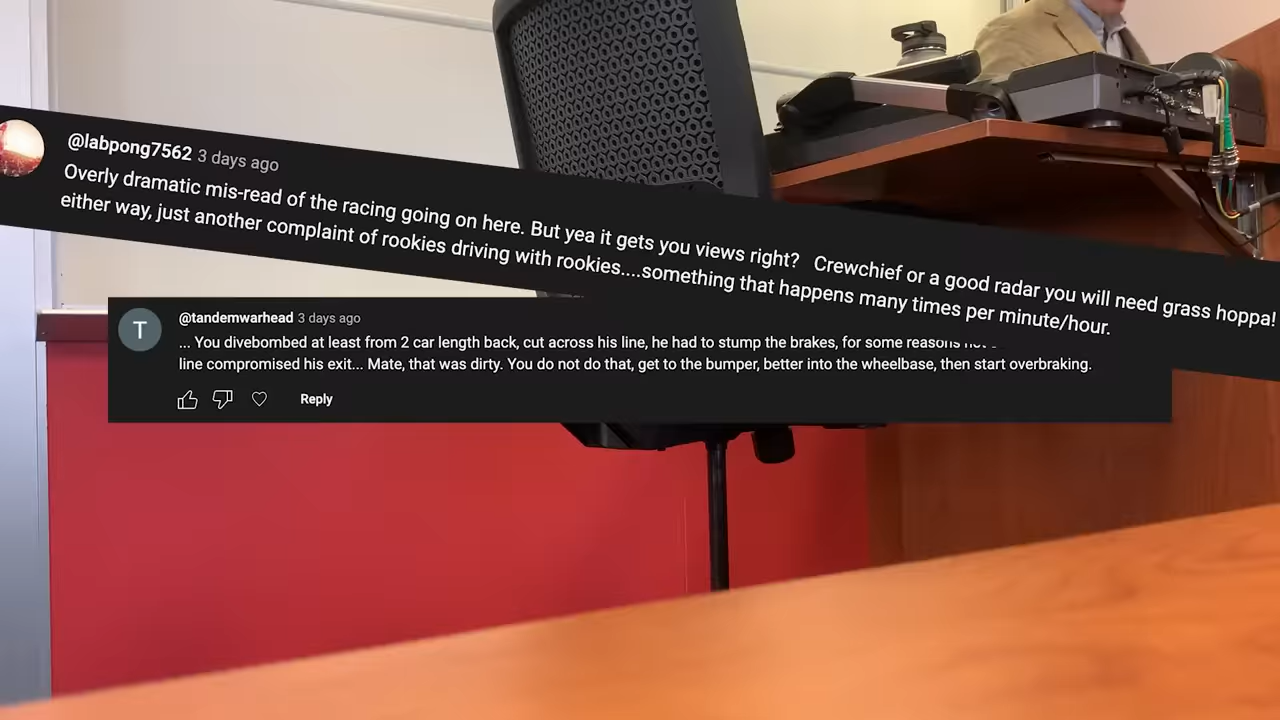 @labpong7562 3 days ago
Overly dramatic mis-read of the racing going on here. But yea it gets you views right? Crewchief or a good radar you will need grass hoppa!
either way, just another complaint of rookies driving with rookies....something that happens many times per minute/hour.
T
@tandemwarhead 3 days ago
... You divebombed at least from 2 car length back, cut across his line, he had to stump the brakes, for some reasons
line compromised his exit... Mate, that was dirty. You do not do that, get to the bumper, better into the wheelbase, then start overbraking.
Reply